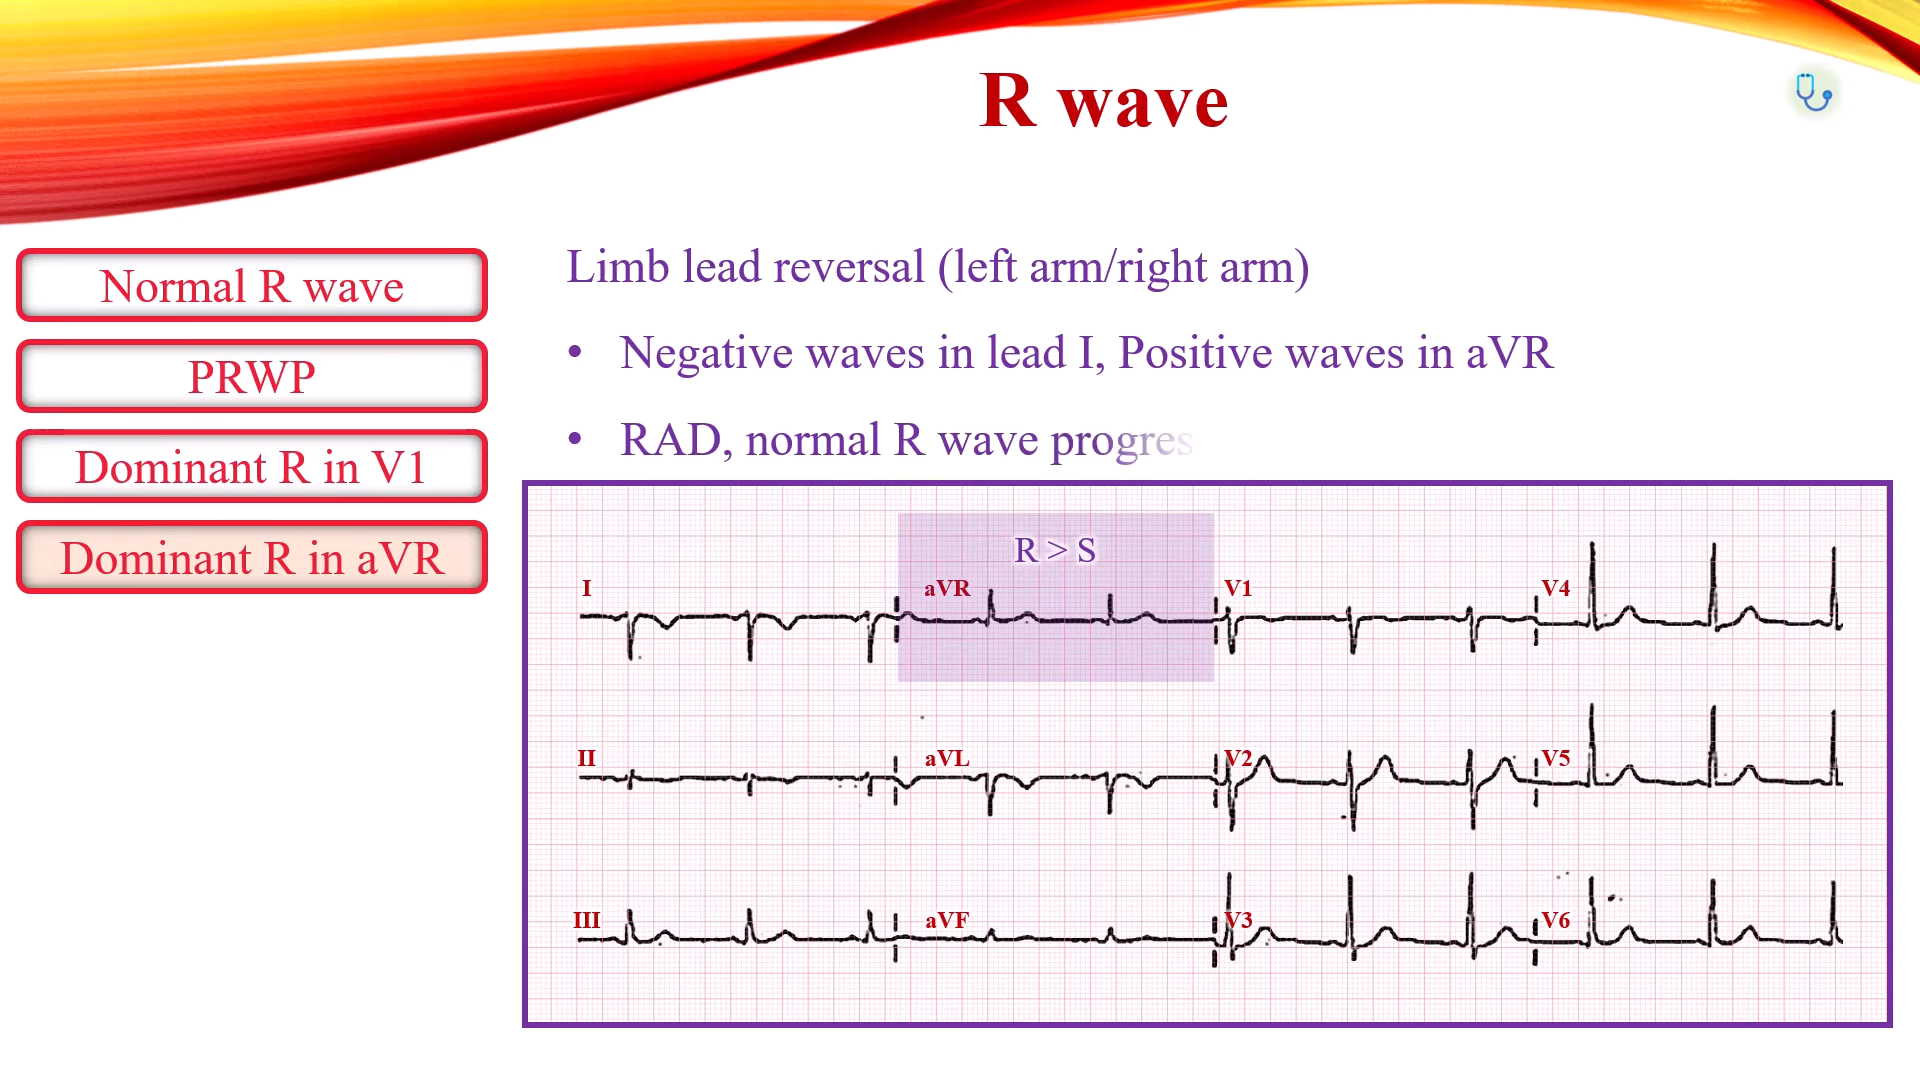 R wave
Normal R wave
PRWP
Dominant R in V1
Dominant R in aVR
Limb lead reversal (left arm/right arm)
• Negative waves in lead I, Positive waves in aVR
• RAD, normal R wave progres
R > S
I aVR V1 V4
II aVL V2 V5
III aVF V3 V6